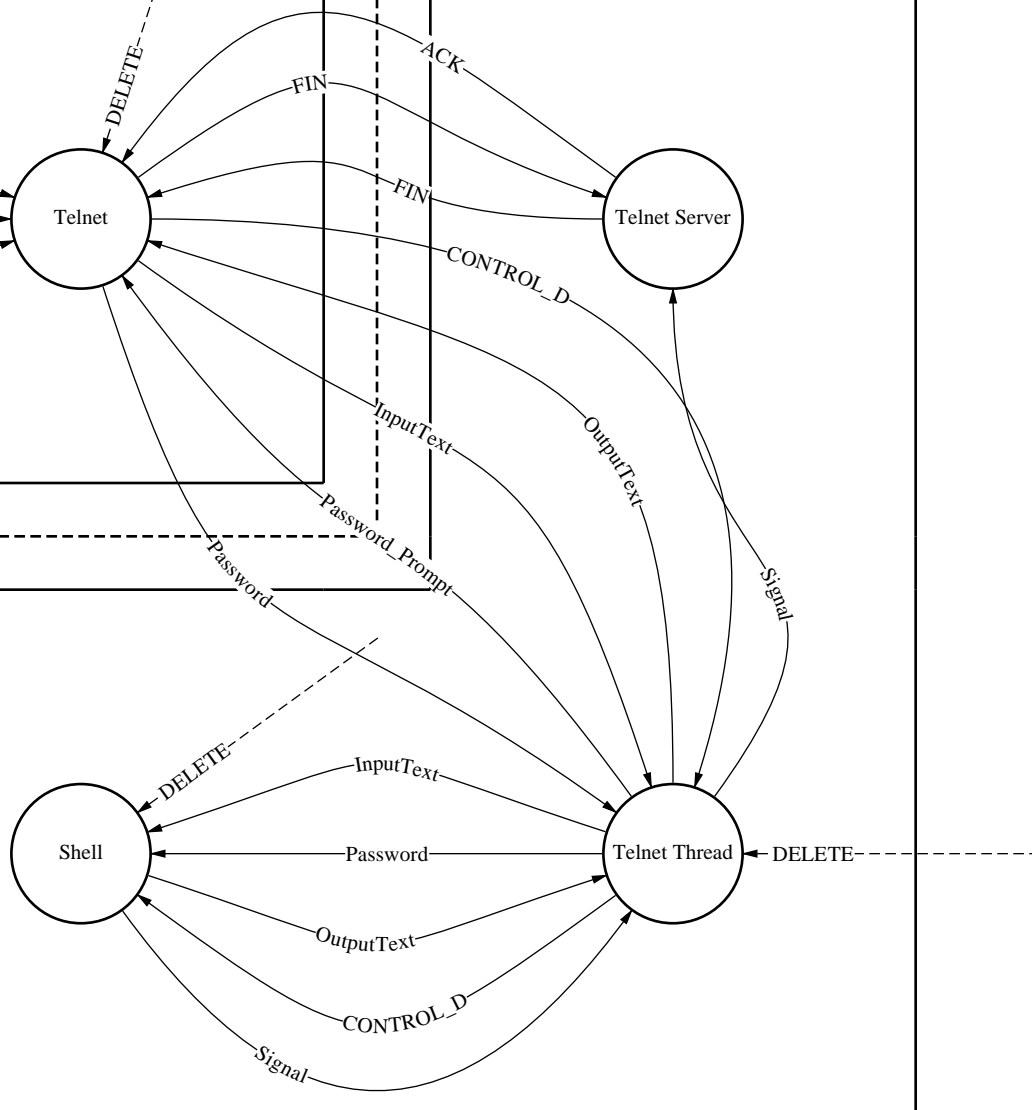 ACK
DELETE
FIN
FIN
Telnet
Telnet Server
CONTROL_D
InputText
OutputText
Password_Prompt
Password
Signal
DELETE
InputText
Shell
Password
Telnet Thread
DELETE
OutputText
CONTROL_D
Signal